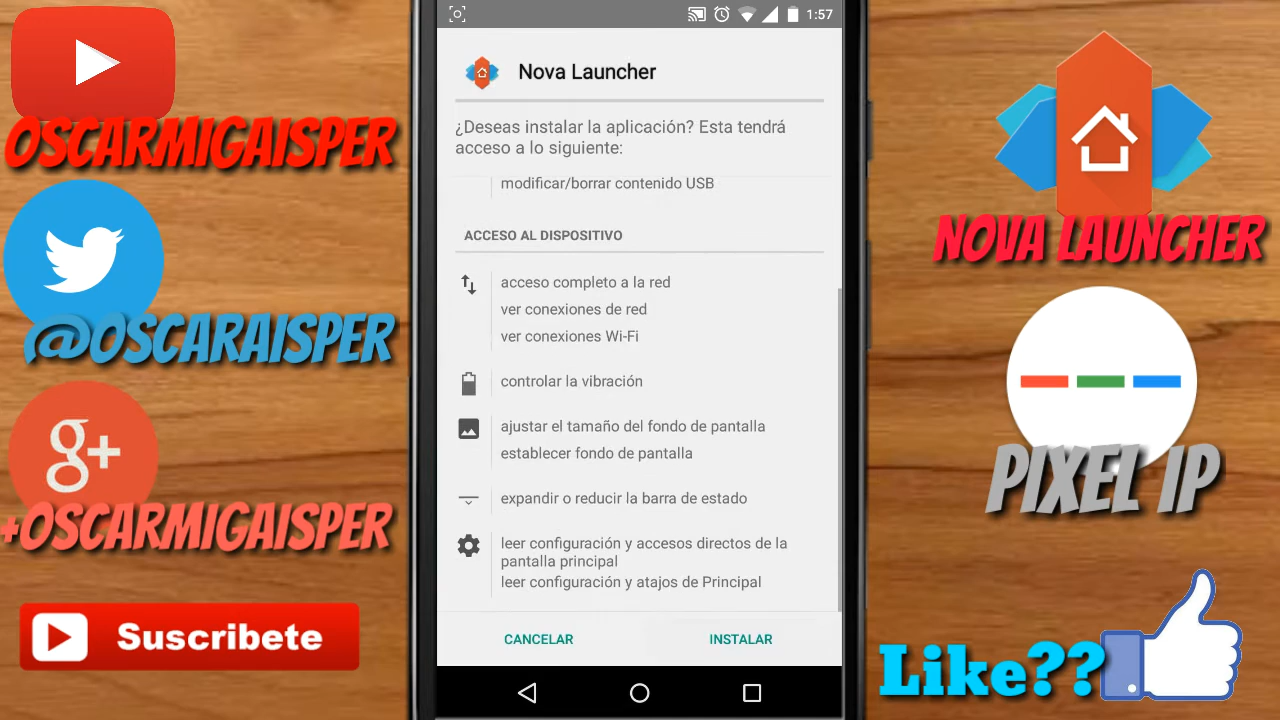 OSCARMIGAISPER
@OSCARAISPER
g+
+OSCARMIGAISPER
Suscribete
1:57
Nova Launcher
¿Deseas instalar la aplicación? Esta tendrá
acceso a lo siguiente:
modificar/borrar contenido USB
ACCESO AL DISPOSITIVO
acceso completo a la red
ver conexiones de red
ver conexiones Wi-Fi
controlar la vibración
ajustar el tamaño del fondo de pantalla
establecer fondo de pantalla
expandir o reducir la barra de estado
leer configuración y accesos directos de la
pantalla principal
leer configuración y atajos de Principal
CANCELAR
INSTALAR
NOVA LAUNCHER
PIXEL IP
Like??